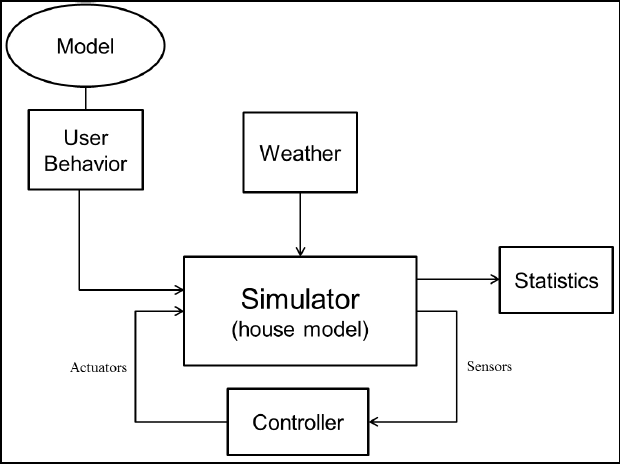 Model
User
Behavior
Weather
Simulator
(house model)
Statistics
Actuators
Sensors
Controller